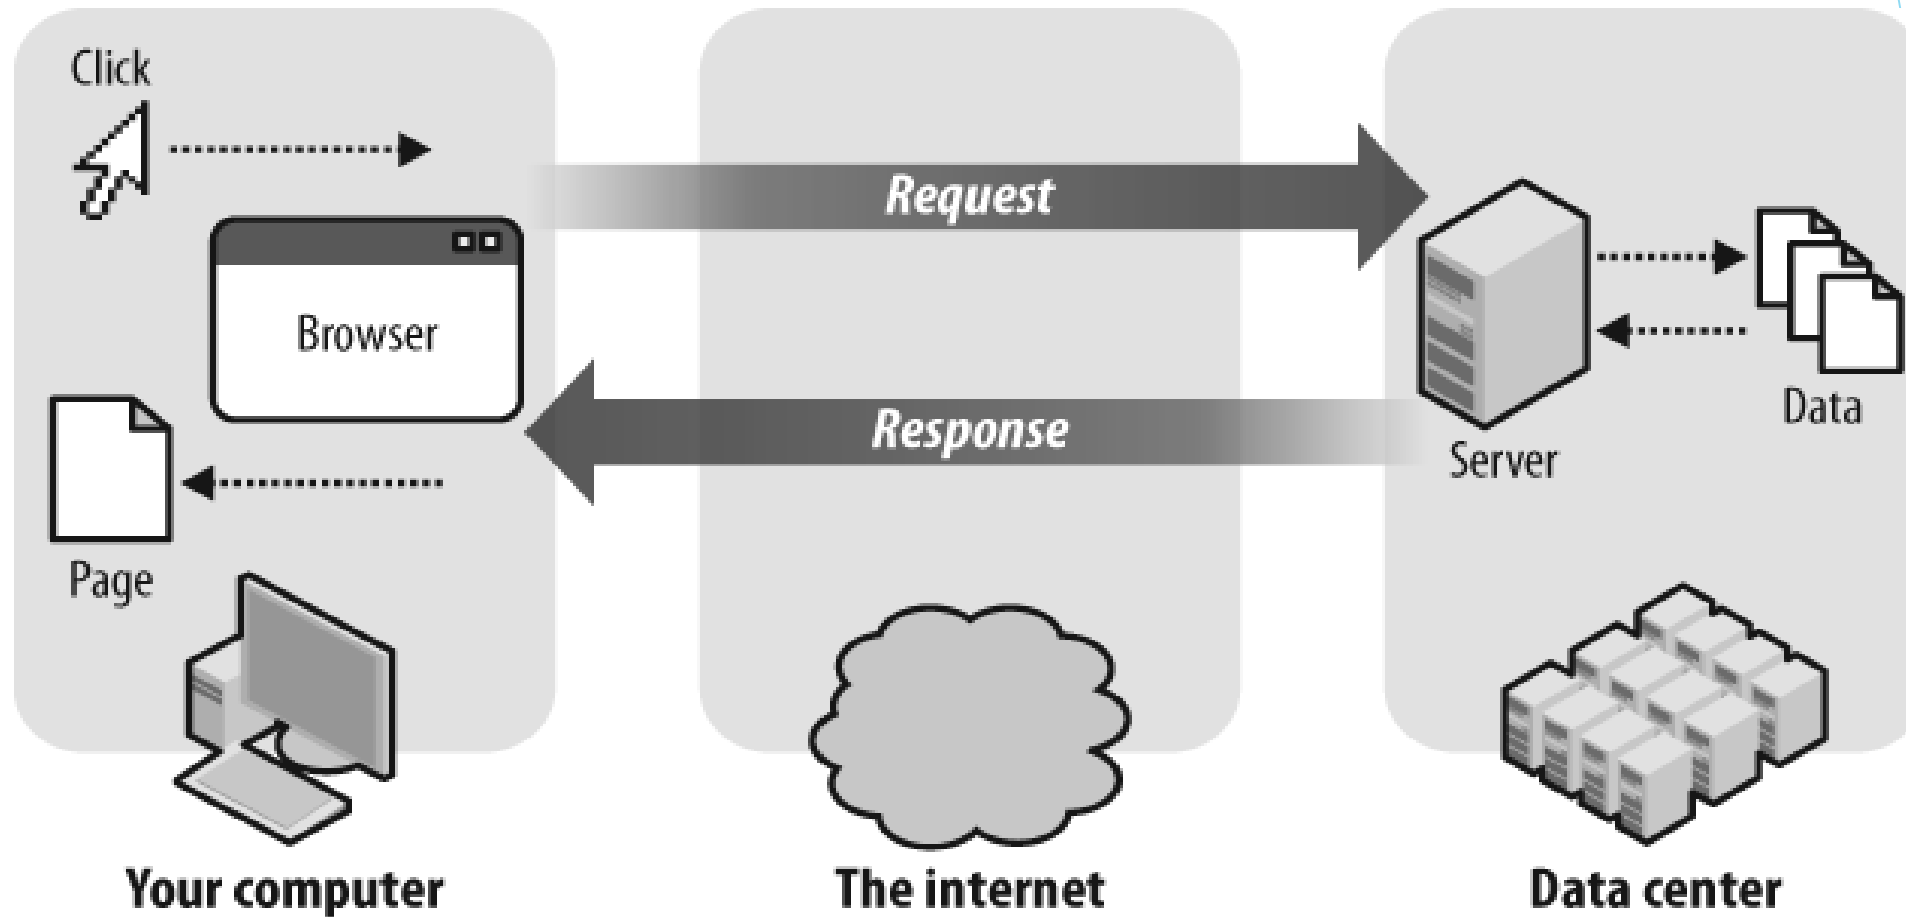 Click
Request
Browser
Response
Data
Server
Page
Your computer
The internet
Data center